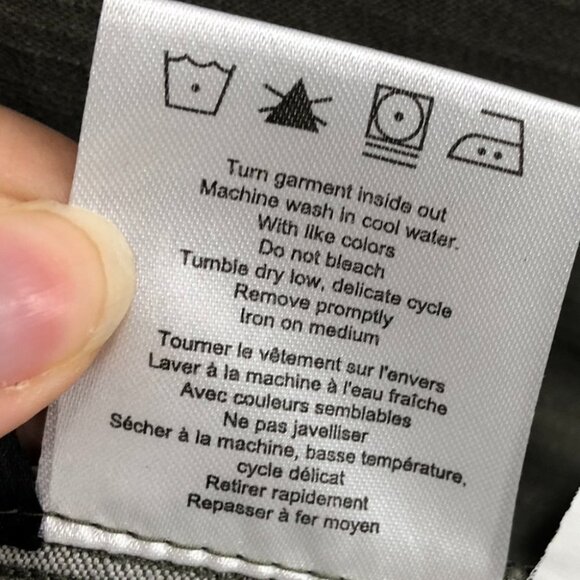 Turn garment inside out
Machine wash in cool water.
With like colors
Do not bleach
Tumble dry low, delicate cycle
Remove promptly
Iron on medium
Tourner le vêtement sur l'envers
Laver à la machine à l'eau fraîche
Avec couleurs semblables
Ne pas javelliser
Sécher à la machine, basse température,
cycle délicat
Retirer rapidement
Repasser à fer moyen